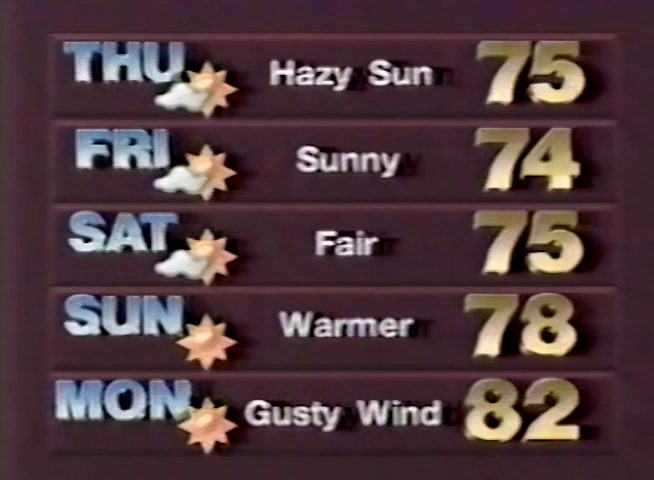 THU Hazy Sun 75
FRI Sunny 74
SAT Fair 75
SUN Warmer 78
MON Gusty Wind 82